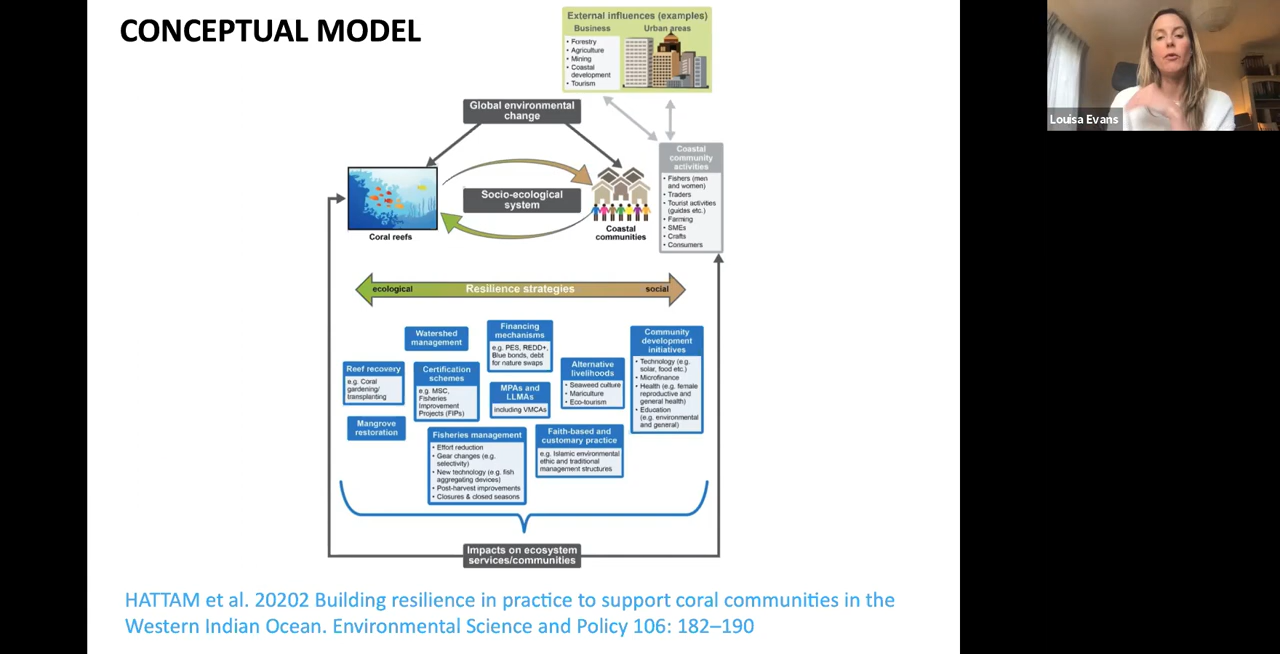 CONCEPTUAL MODEL
External influences (examples)
Business
Urban areas
• Forestry
• Agriculture
• Mining
• Coastal
development
• Tourism
Louisa Evans
Global environmental
change
Coastal
community
activities
• Fishers (men
and women)
• Traders
• Tourist activities
(guides etc.)
• Farming
• SMEs
• Crafts
• Consumers
Socio-ecological
system
Coral reefs
Coastal
communities
ecological
Resilience strategies
social
Watershed
management
Financing
mechanisms
e.g. PES, REDD+,
Blue bonds, debt
for nature swaps
Community
development
initiatives
• Technology (e.g.
solar, food etc.)
• Microfinance
• Health (e.g. female
reproductive and
general health)
• Education
(e.g. environmental
and general)
Reef recovery
e.g. Coral
gardening/
transplanting
Certification
schemes
e.g. MSC,
Fisheries
Improvement
Projects (FIPs)
MPAs and
LLMAs
including VMCAs
Alternative
livelihoods
• Seaweed culture
• Mariculture
• Eco-tourism
Mangrove
restoration
Fisheries management
• Effort reduction
• Gear changes (e.g.
selectivity)
• New technology (e.g. fish
aggregating devices)
• Post-harvest improvements
• Closures & closed seasons
Faith-based and
customary practice
e.g. Islamic environmental
ethic and traditional
management structures
Impacts on ecosystem
services/communities
HATTAM et al. 20202 Building resilience in practice to support coral communities in the
Western Indian Ocean. Environmental Science and Policy 106: 182–190